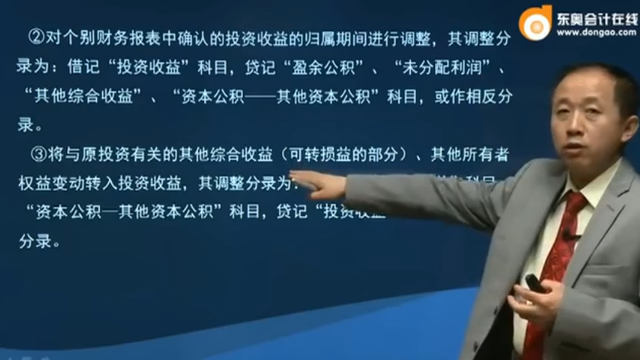 东奥会计在线
www.dongao.com
②对个别财务报表中确认的投资收益的归属期间进行调整，其调整分
录为：借记“投资收益”科目，贷记“盈余公积”、“未分配利润”、
“其他综合收益”、“资本公积——其他资本公积”科目，或作相反分
录。
③将与原投资有关的其他综合收益（可转损益的部分）、其他所有者
权益变动转入投资收益，其调整分录为：
“资本公积—其他资本公积”科目，贷记“投资收益
分录。